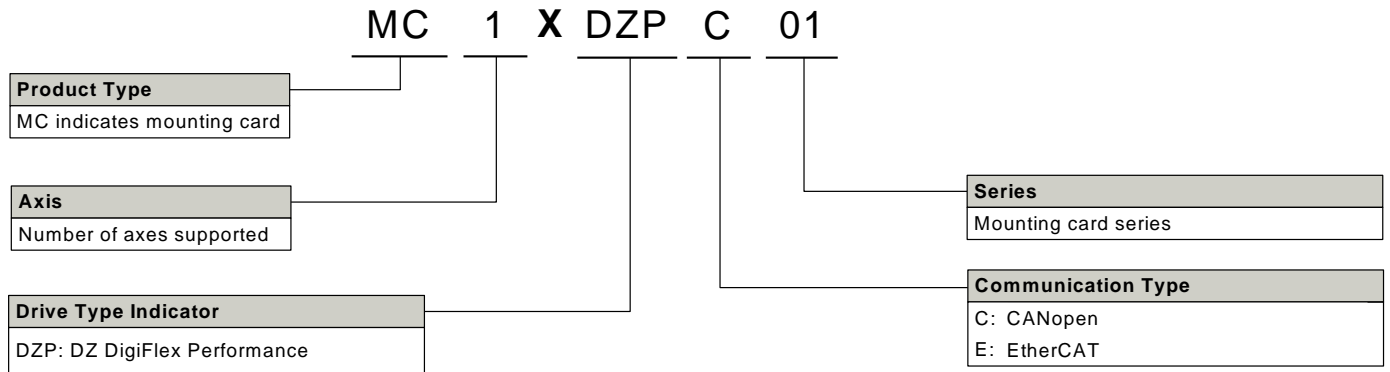 MC 1 X DZP C 01
Product Type
MC indicates mounting card
Axis
Number of axes supported
Drive Type Indicator
DZP: DZ DigiFlex Performance
Series
Mounting card series
Communication Type
C: CANopen
E: EtherCAT